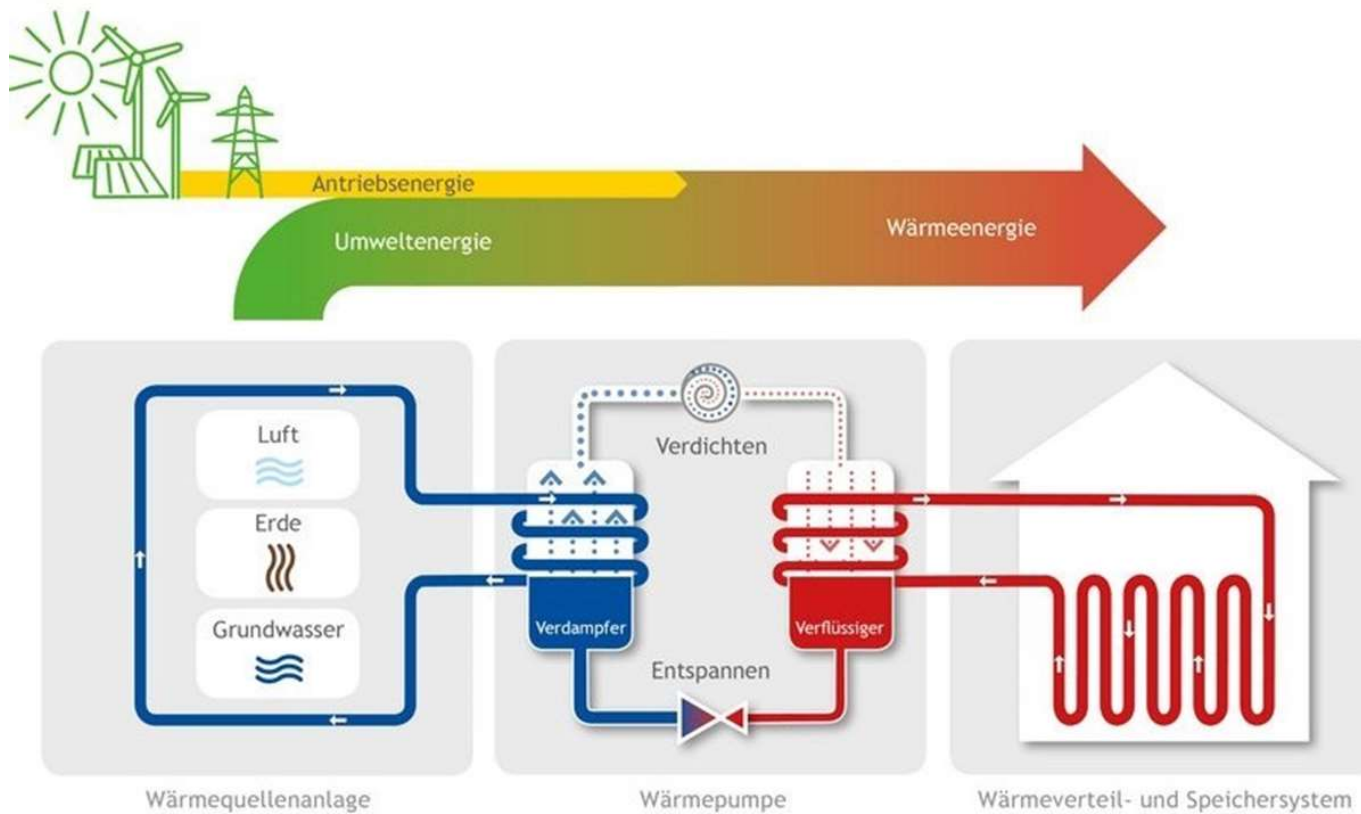 Antriebsenergie
Umweltenergie
Wärmeenergie
Luft
Erde
Grundwasser
Verdichten
Verdampfer
Verflüssiger
Entspannen
Wärmequellenanlage
Wärmepumpe
Wärmeverteil- und Speichersystem